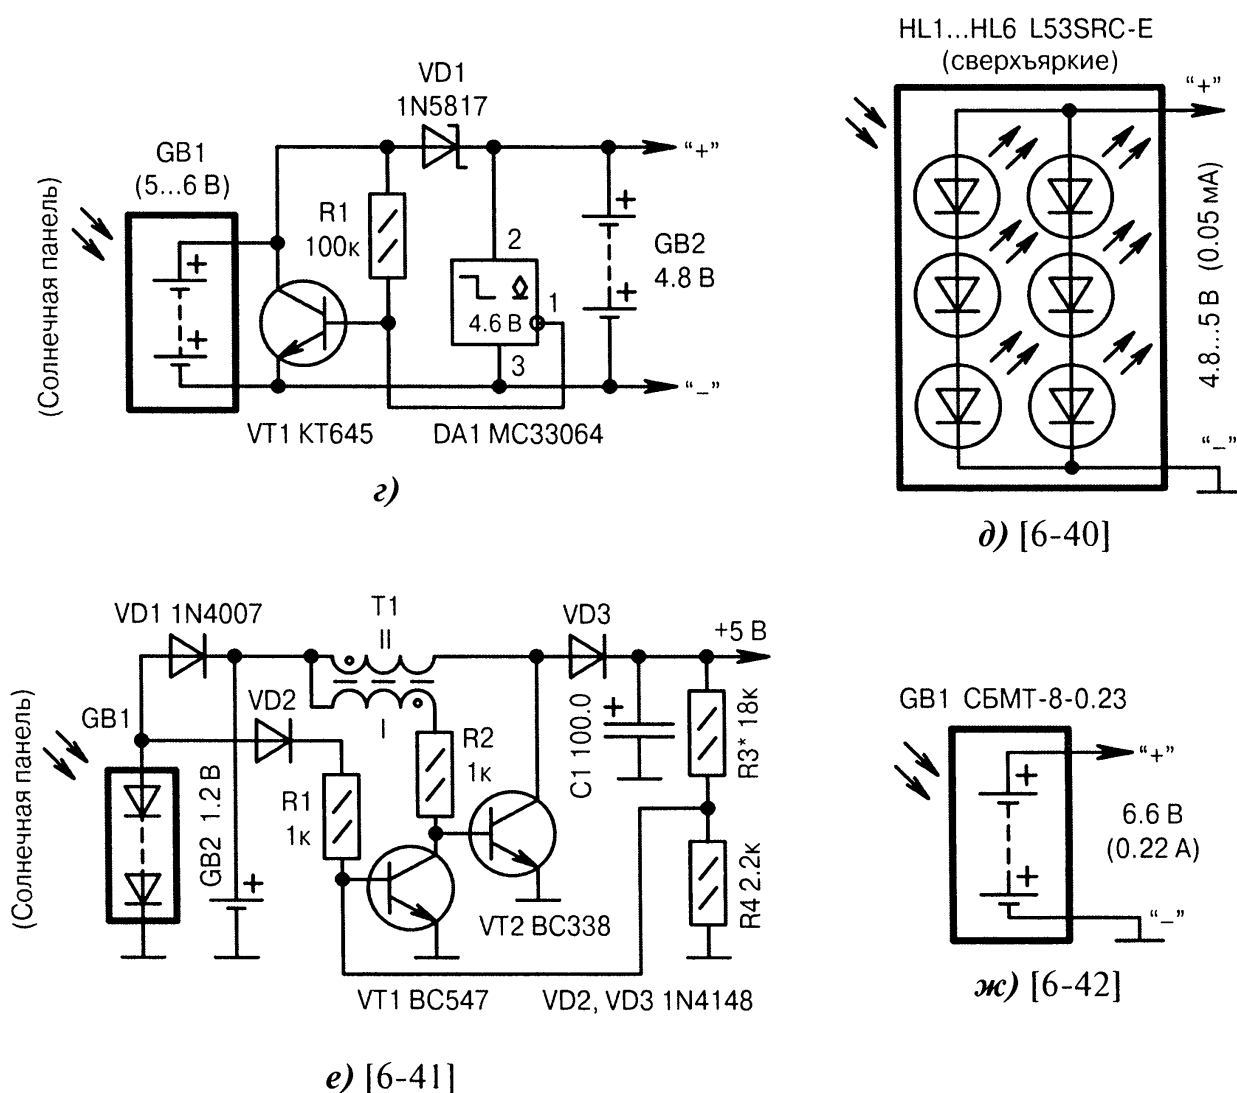 HL1...HL6 L53SRC-E
(сверхъяркие)
"+"
4.8...5 В (0.05 мА)
"–"
д) [6-40]
VD1
1N5817
GB1
(5...6 В)
(Солнечная панель)
R1
100к
"+"
2
GB2
4.8 В
1
4.6 В
3
"–"
VT1 КТ645
DA1 MC33064
г)
VD1 1N4007
T1
II
VD3
+5 В
(Солнечная панель)
GB1
VD2
I
R2
1к
C1 100.0
R3* 18к
GB2 1.2 В
R1
1к
R4 2.2к
VT2 BC338
VT1 BC547
VD2, VD3 1N4148
е) [6-41]
GB1 СБМТ-8-0.23
"+"
6.6 В
(0.22 А)
"–"
ж) [6-42]